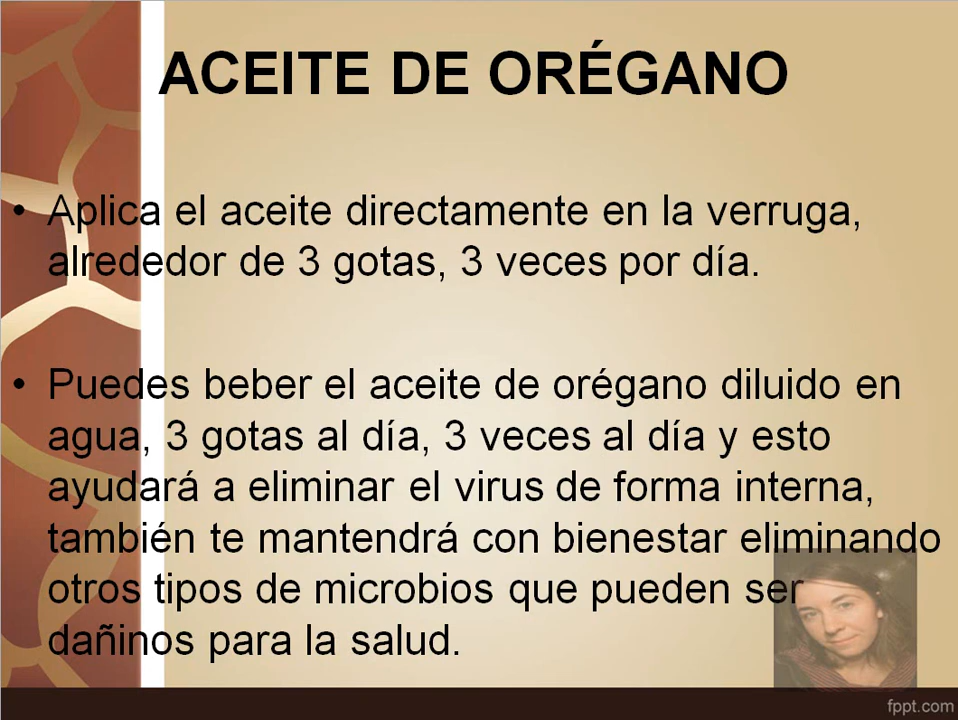 ACEITE DE ORÉGANO
• Aplica el aceite directamente en la verruga,
alrededor de 3 gotas, 3 veces por día.
• Puedes beber el aceite de orégano diluido en
agua, 3 gotas al día, 3 veces al día y esto
ayudará a eliminar el virus de forma interna,
también te mantendrá con bienestar eliminando
otros tipos de microbios que pueden ser
dañinos para la salud.
fppt.com